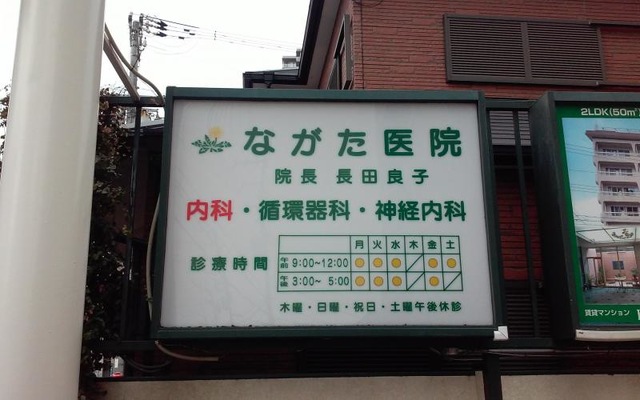 ながた医院
院長 長田良子
内科・循環器科・神経内科
診療時間
月 火 水 木 金 土
午前 9:00~12:00 ○ ○ ○ / ○ ○
午後 3:00~ 5:00 ○ ○ ○ / ○ /
木曜・日曜・祝日・土曜午後休診
2LDK(50㎡
賃貸マンション